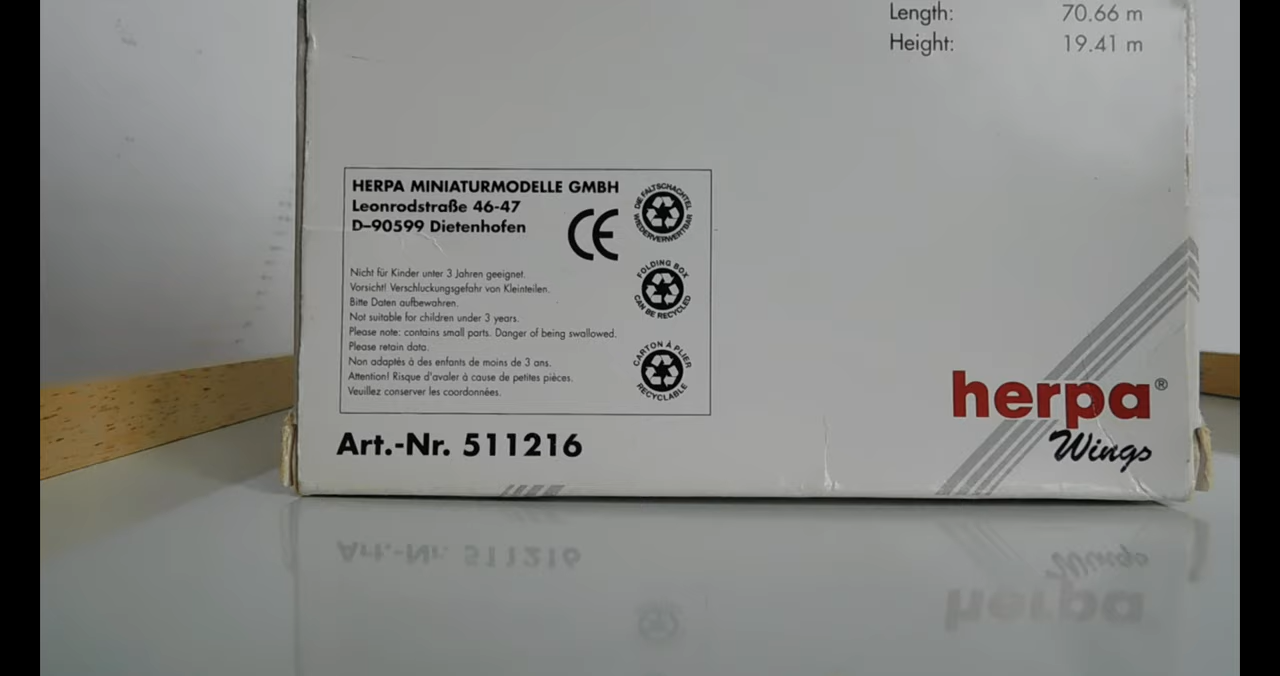 Length: 70.66 m
Height: 19.41 m
HERPA MINIATURMODELLE GMBH
Leonrodstraße 46-47
D–90599 Dietenhofen
CE
DIE FALTSCHACHTEL WIEDERVERWERTBAR
FOLDING BOX CAN BE RECYCLED
CARTON À PLIER RECYCLABLE
Nicht für Kinder unter 3 Jahren geeignet.
Vorsicht! Verschluckungsgefahr von Kleinteilen.
Bitte Daten aufbewahren.
Not suitable for children under 3 years.
Please note: contains small parts. Danger of being swallowed.
Please retain data.
Non adaptés à des enfants de moins de 3 ans.
Attention! Risque d'avaler à cause de petites pièces.
Veuillez conserver les coordonnées.
Art.-Nr. 511216
herpa®
Wings